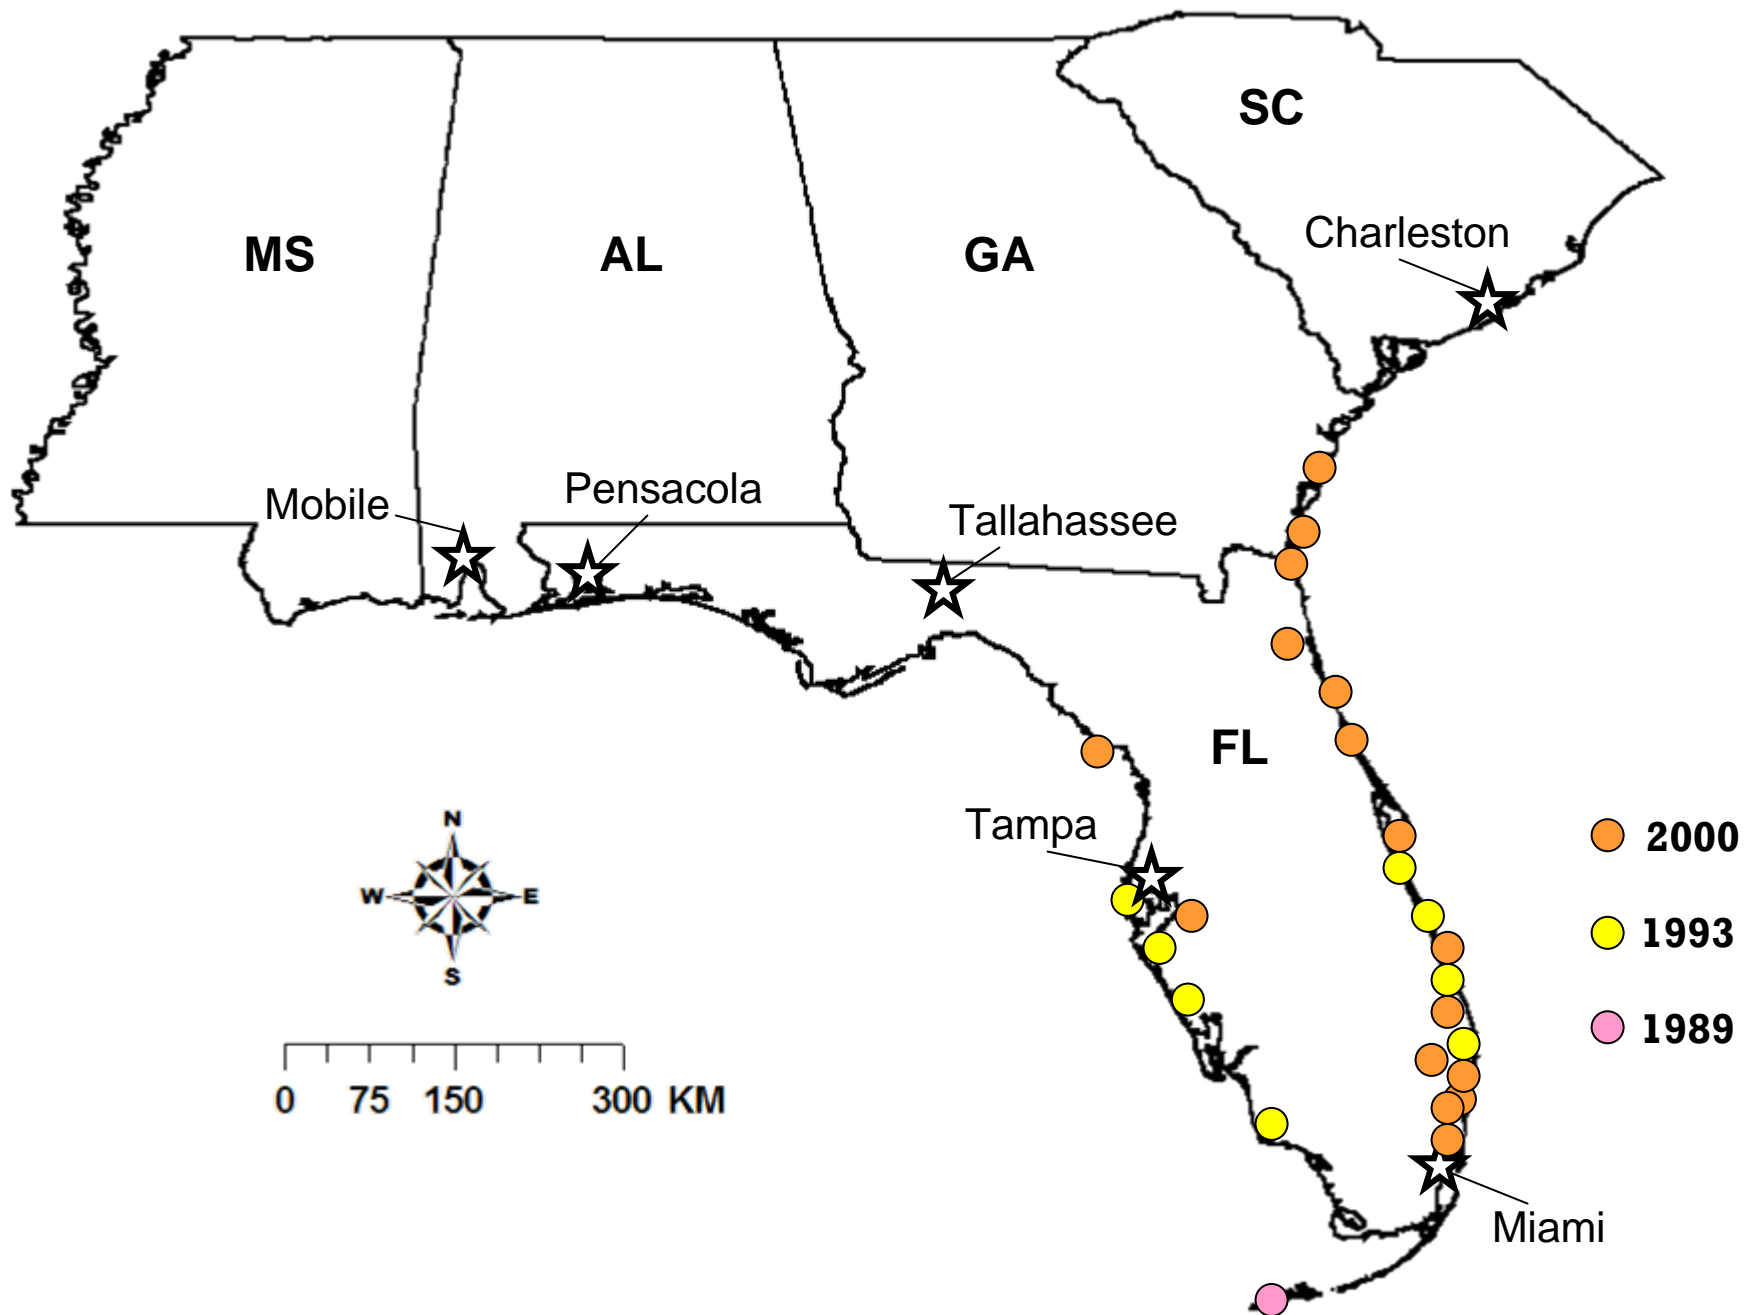 SC
Charleston
MS
AL
GA
Mobile
Pensacola
Tallahassee
FL
Tampa
N
W
E
S
2000
1993
1989
0 75 150 300 KM
Miami